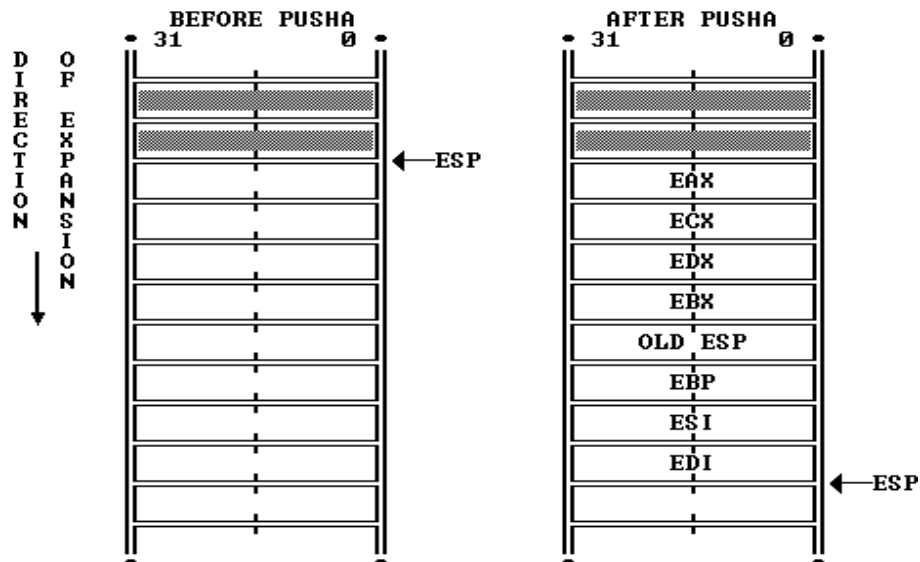 BEFORE PUSHA
31 0
DIRECTION
OF EXPANSION
ESP
AFTER PUSHA
31 0
EAX
ECX
EDX
EBX
OLD ESP
EBP
ESI
EDI
ESP